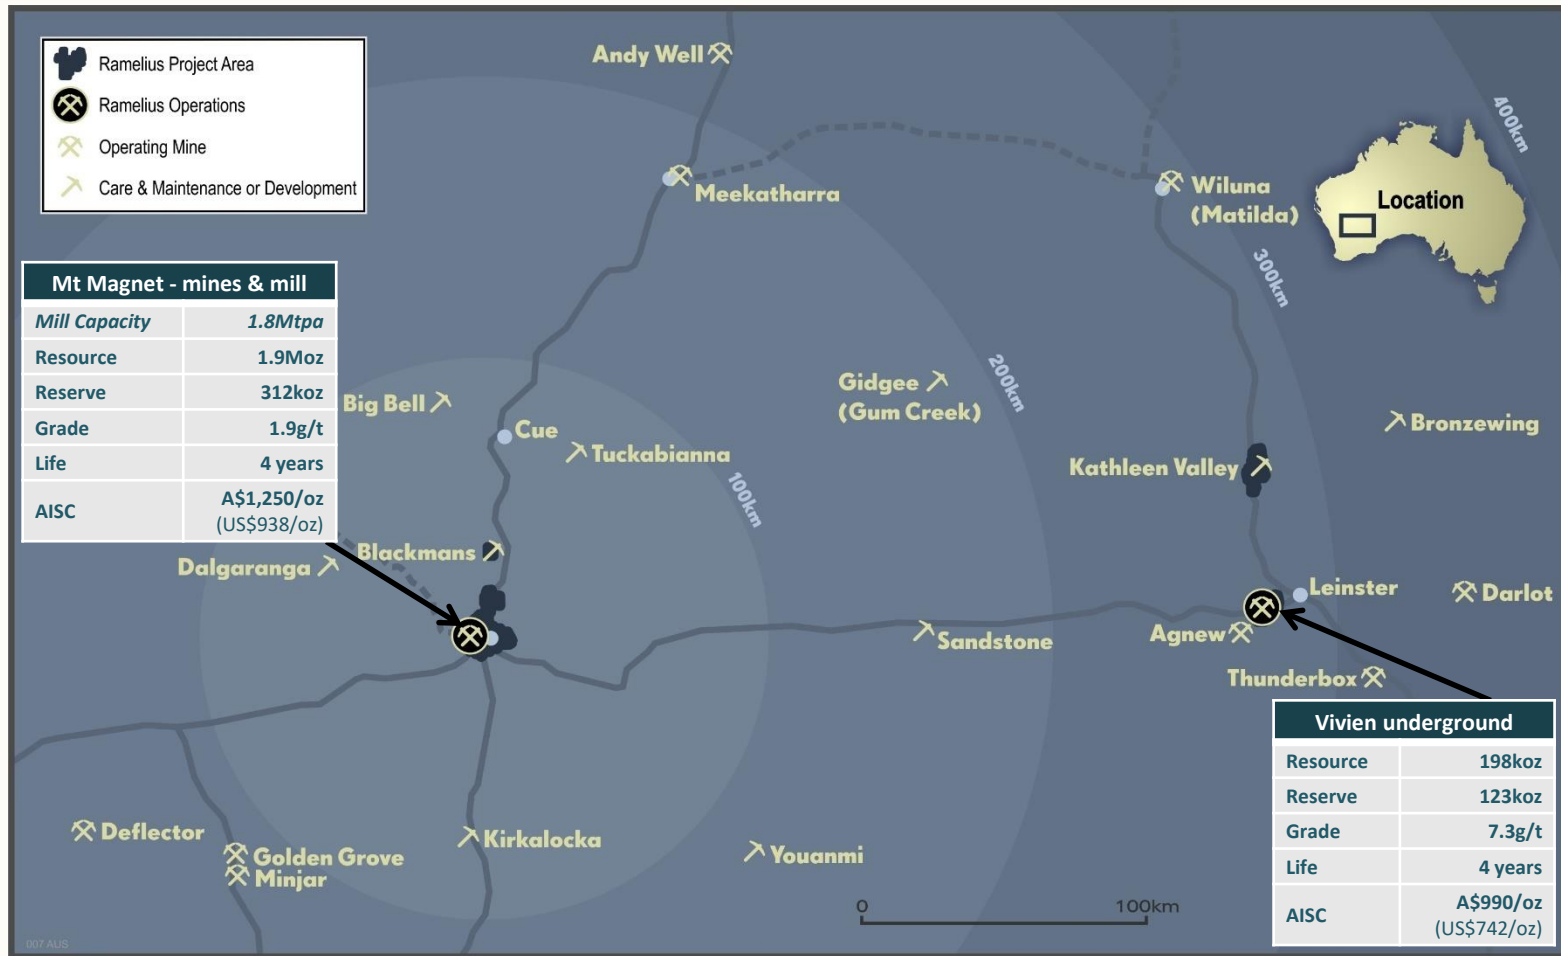 Ramelius Project Area
Ramelius Operations
Operating Mine
Care & Maintenance or Development
Andy Well
Meekatharra
Wiluna
(Matilda)
400km
Location
300km
Mt Magnet - mines & mill
Mill Capacity 1.8Mtpa
Resource 1.9Moz
Reserve 312koz
Grade 1.9g/t
Life 4 years
AISC A$1,250/oz
(US$938/oz)
Big Bell
Cue
Tuckabianna
Gidgee
(Gum Creek)
200km
Bronzewing
Kathleen Valley
100km
Blackmans
Dalgaranga
Leinster
Darlot
Sandstone
Agnew
Thunderbox
Vivien underground
Resource 198koz
Reserve 123koz
Grade 7.3g/t
Life 4 years
AISC A$990/oz
(US$742/oz)
Deflector
Golden Grove
Minjar
Kirkalocka
Youanmi
0 100km
007 AUS